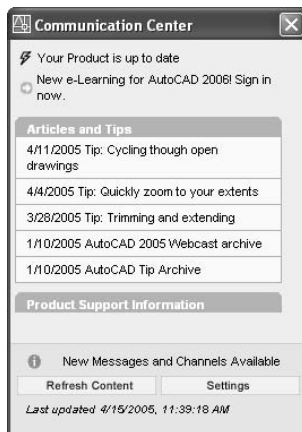 Communication Center
Your Product is up to date
New e-Learning for AutoCAD 2006! Sign in
now.
Articles and Tips
4/11/2005 Tip: Cycling though open
drawings
4/4/2005 Tip: Quickly zoom to your extents
3/28/2005 Tip: Trimming and extending
1/10/2005 AutoCAD 2005 Webcast archive
1/10/2005 AutoCAD Tip Archive
Product Support Information
New Messages and Channels Available
Refresh Content Settings
Last updated 4/15/2005, 11:39:18 AM